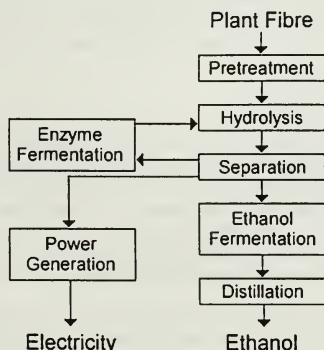 Plant Fibre
Pretreatment
Hydrolysis
Enzyme
Fermentation
Separation
Ethanol
Fermentation
Power
Generation
Distillation
Electricity
Ethanol